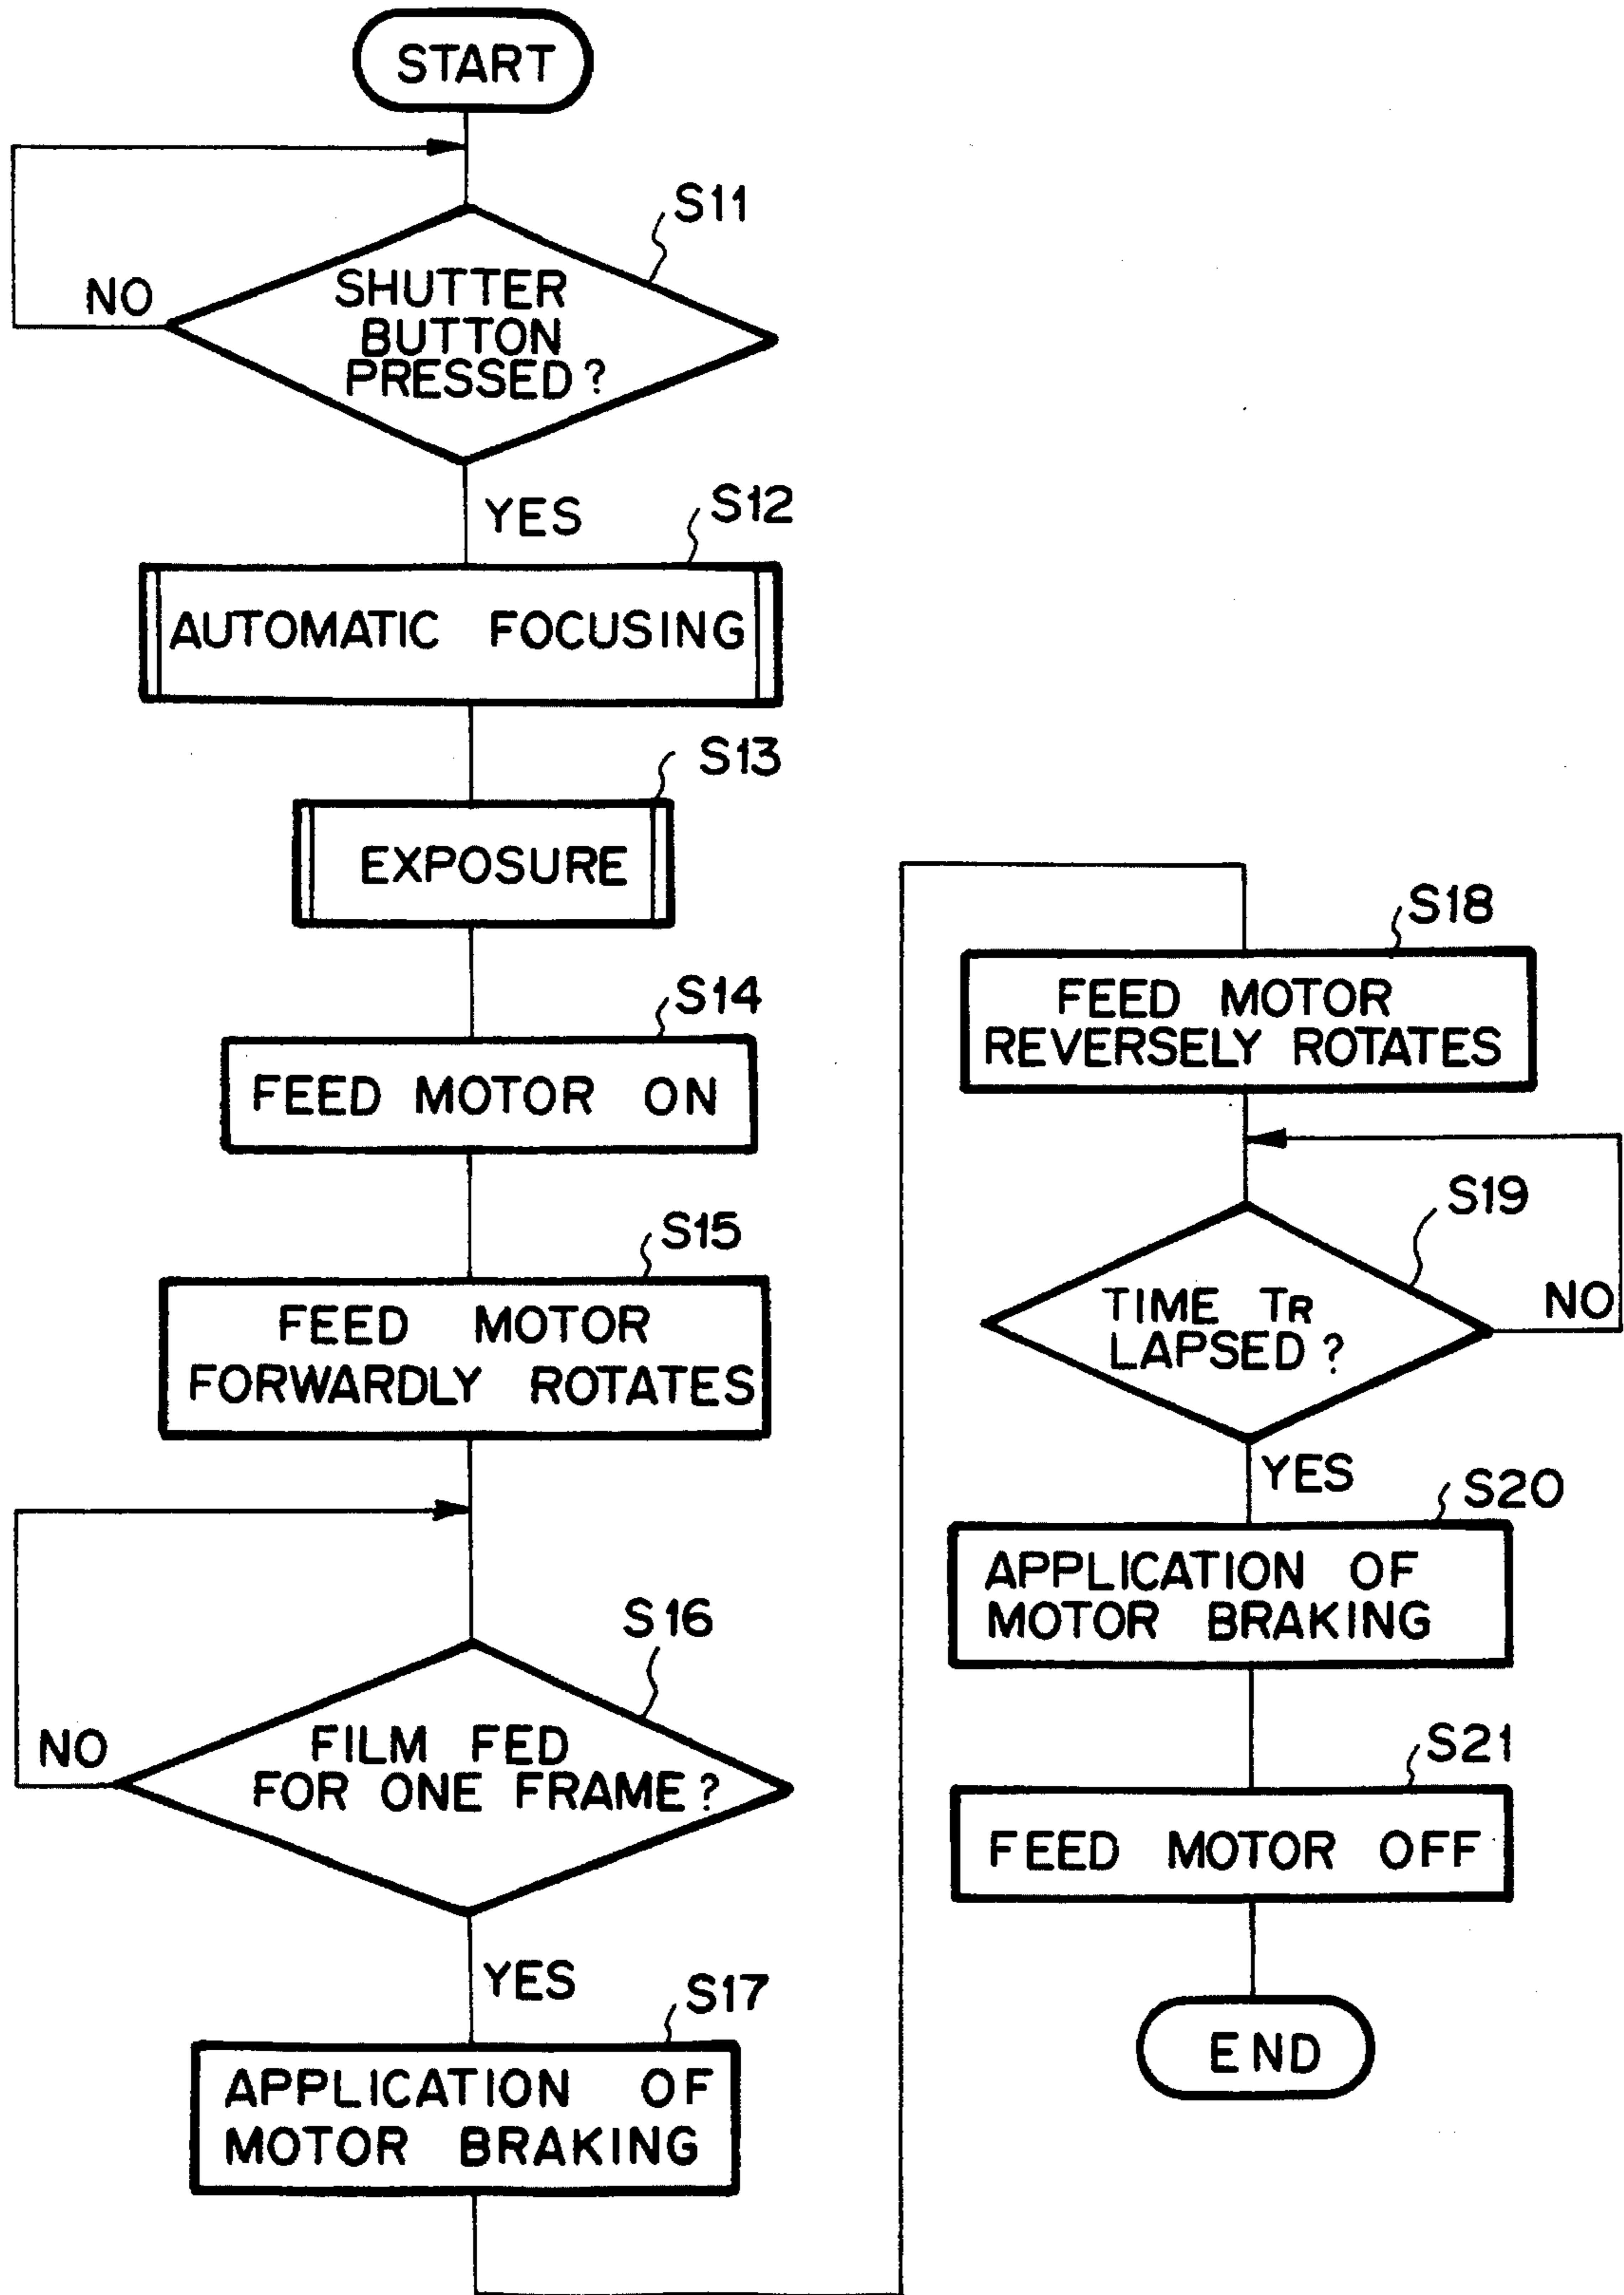 START
S11
SHUTTER
BUTTON
PRESSED?
NO
YES
S12
AUTOMATIC FOCUSING
S13
EXPOSURE
S14
FEED MOTOR ON
S15
FEED MOTOR
FORWARDLY ROTATES
S16
FILM FED
FOR ONE FRAME?
NO
YES
S17
APPLICATION OF
MOTOR BRAKING
S18
FEED MOTOR
REVERSELY ROTATES
S19
TIME TR
LAPSED?
NO
YES
S20
APPLICATION OF
MOTOR BRAKING
S21
FEED MOTOR OFF
END